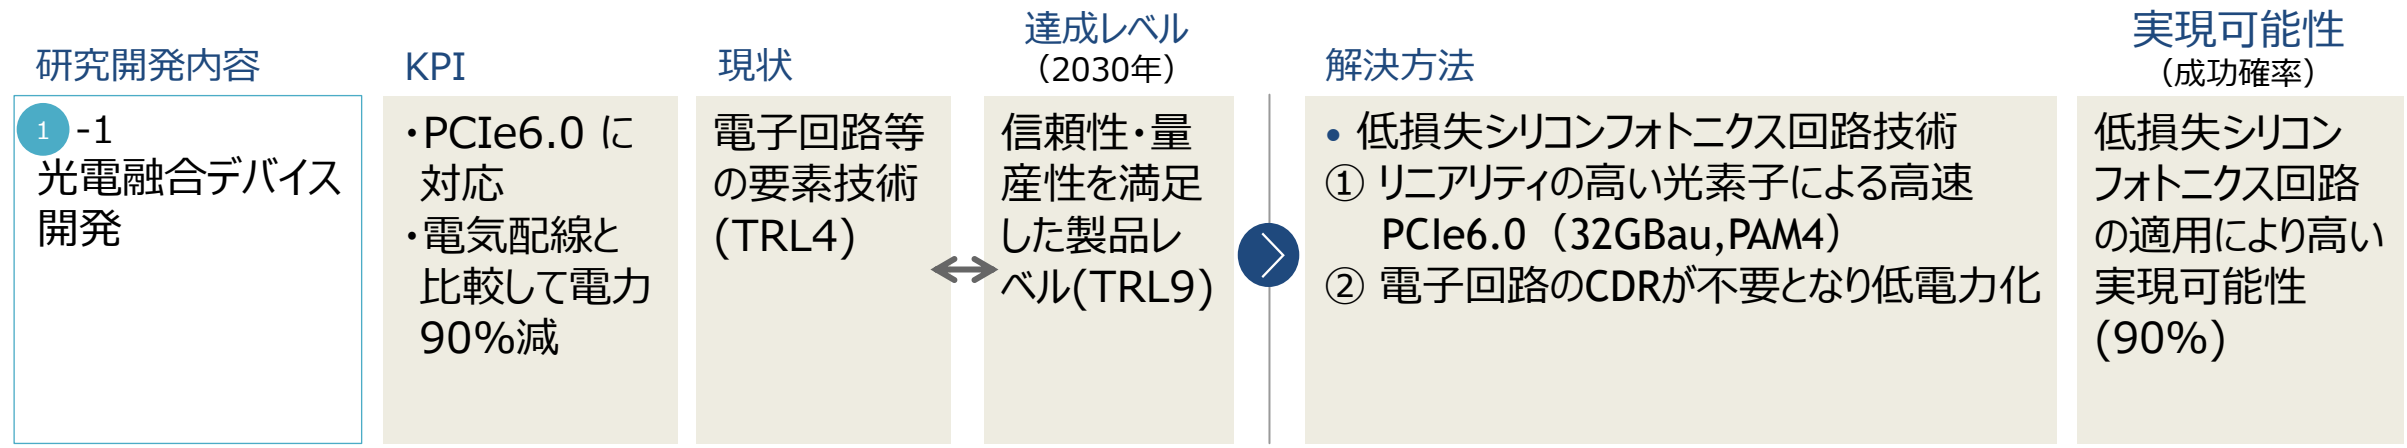 研究開発内容
KPI
現状
達成レベル
（2030年）
解決方法
実現可能性
（成功確率）
1 -1
光電融合デバイス
開発
・PCIe6.0 に
対応
・電気配線と
比較して電力
90%減
電子回路等
の要素技術
(TRL4)
信頼性・量
産性を満足
した製品レ
ベル(TRL9)
• 低損失シリコンフォトニクス回路技術
① リニアリティの高い光素子による高速
PCIe6.0（32GBau,PAM4）
② 電子回路のCDRが不要となり低電力化
低損失シリコン
フォトニクス回路
の適用により高い
実現可能性
(90%)